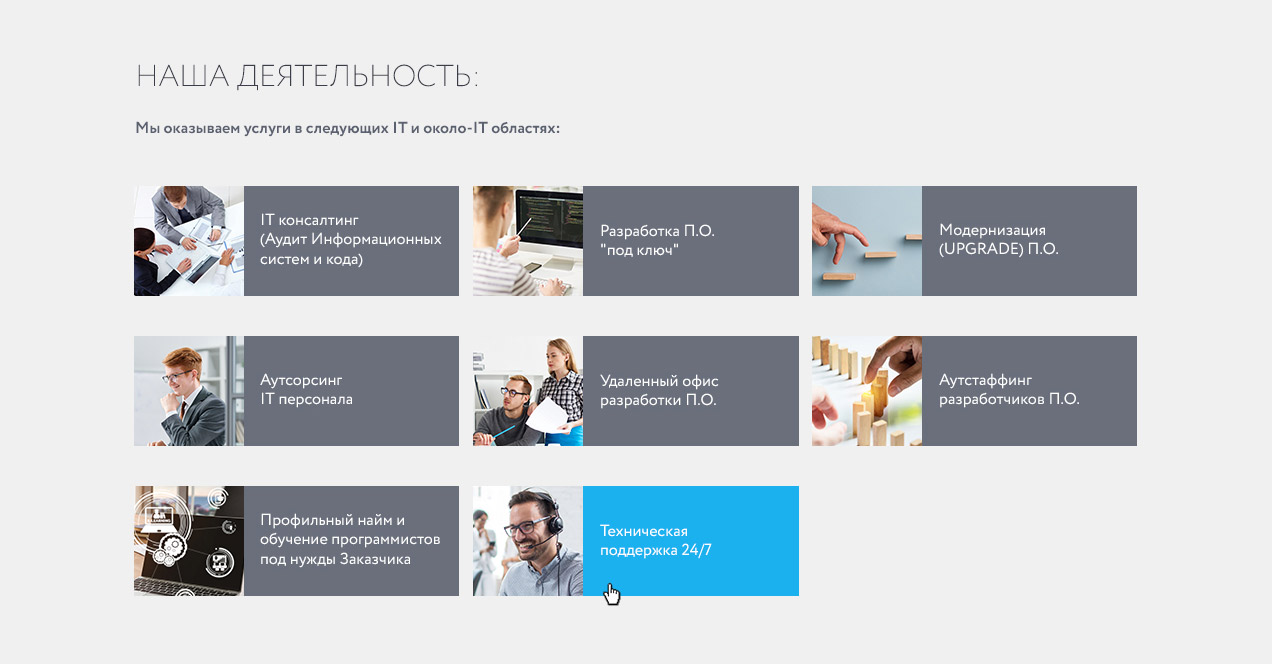 НАША ДЕЯТЕЛЬНОСТЬ:
Мы оказываем услуги в следующих IT и около-IT областях:
IT консалтинг
(Аудит Информационных
систем и кода)
Разработка П.О.
"под ключ"
Модернизация
(UPGRADE) П.О.
Аутсорсинг
IT персонала
Удаленный офис
разработки П.О.
Аутстаффинг
разработчиков П.О.
Профильный найм и
обучение программистов
под нужды Заказчика
Техническая
поддержка 24/7